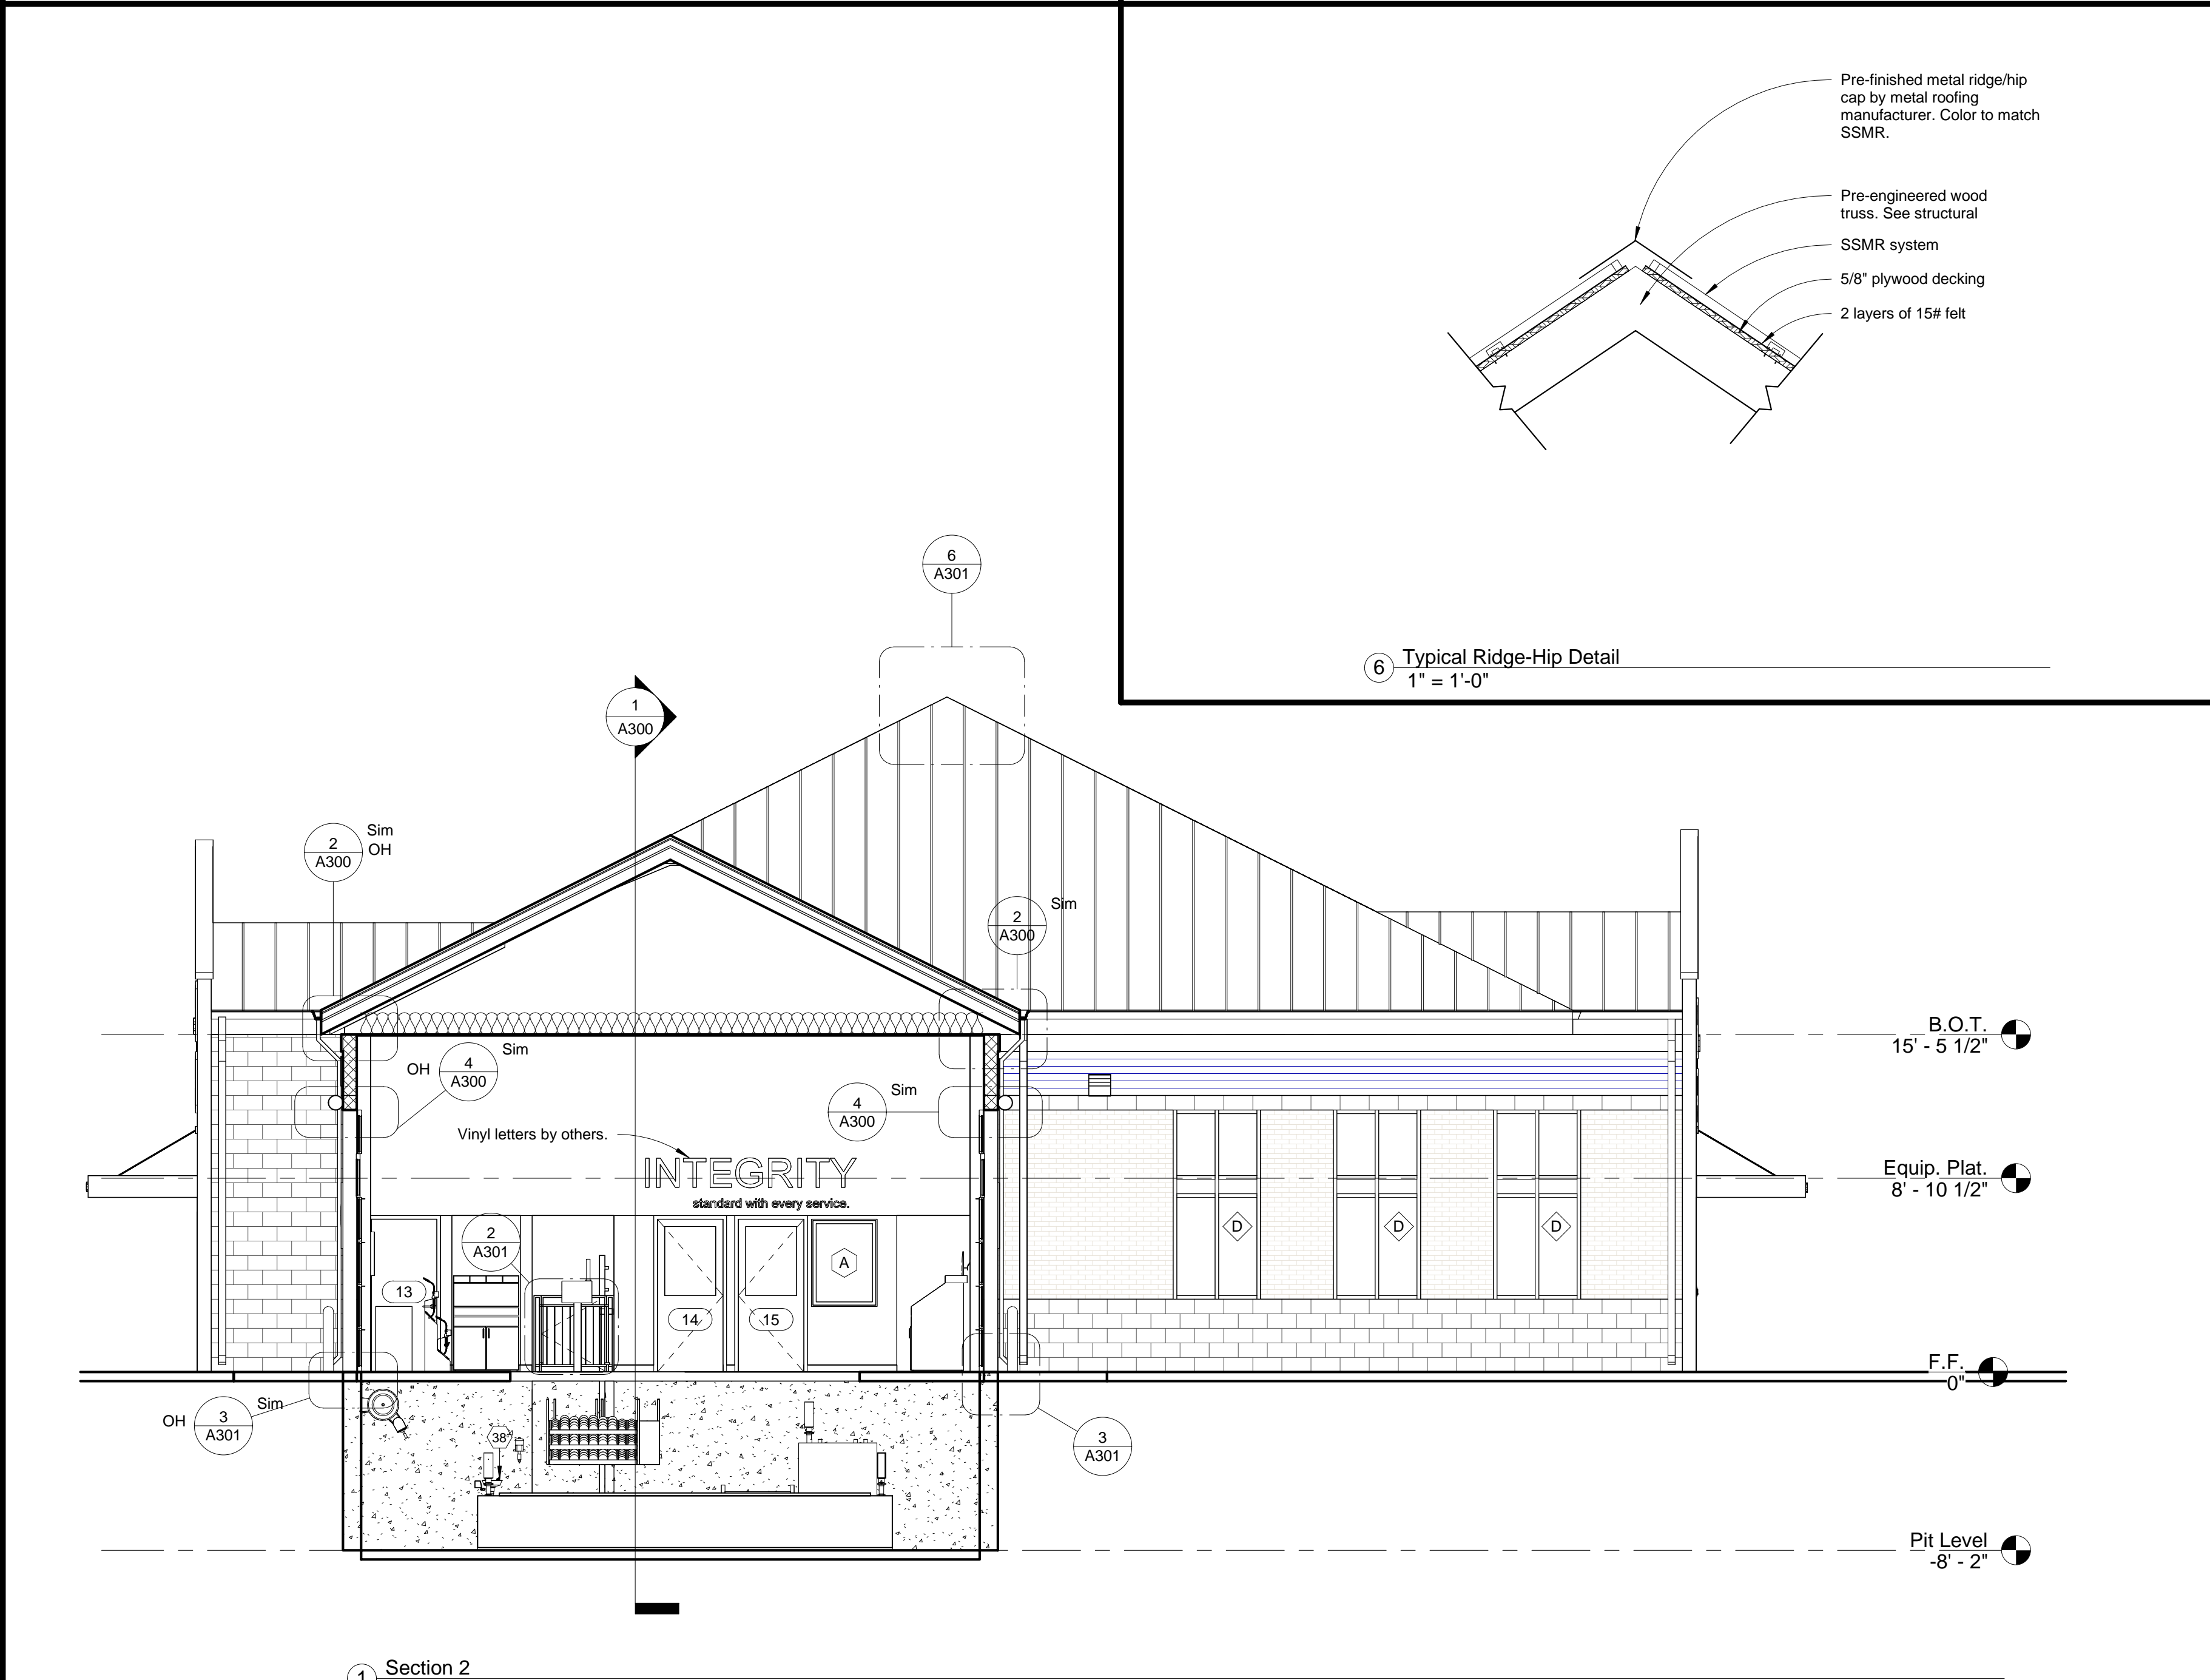 Pre-finished metal ridge/hip
cap by metal roofing
manufacturer. Color to match
SSMR.
Pre-engineered wood
truss. See structural
SSMR system
5/8" plywood decking
2 layers of 15# felt
6
Typical Ridge-Hip Detail
1" = 1'-0"
6
A301
1
A300
2
A300
Sim
OH
2
A300
Sim
B.O.T.
15' - 5 1/2"
OH
4
A300
Sim
4
A300
Sim
Vinyl letters by others.
INTEGRITY
standard with every service.
Equip. Plat.
8' - 10 1/2"
2
A301
A
D
D
D
13
14
15
F.F.
0"
OH
3
A301
Sim
38
3
A301
Pit Level
-8' - 2"
1
Section 2